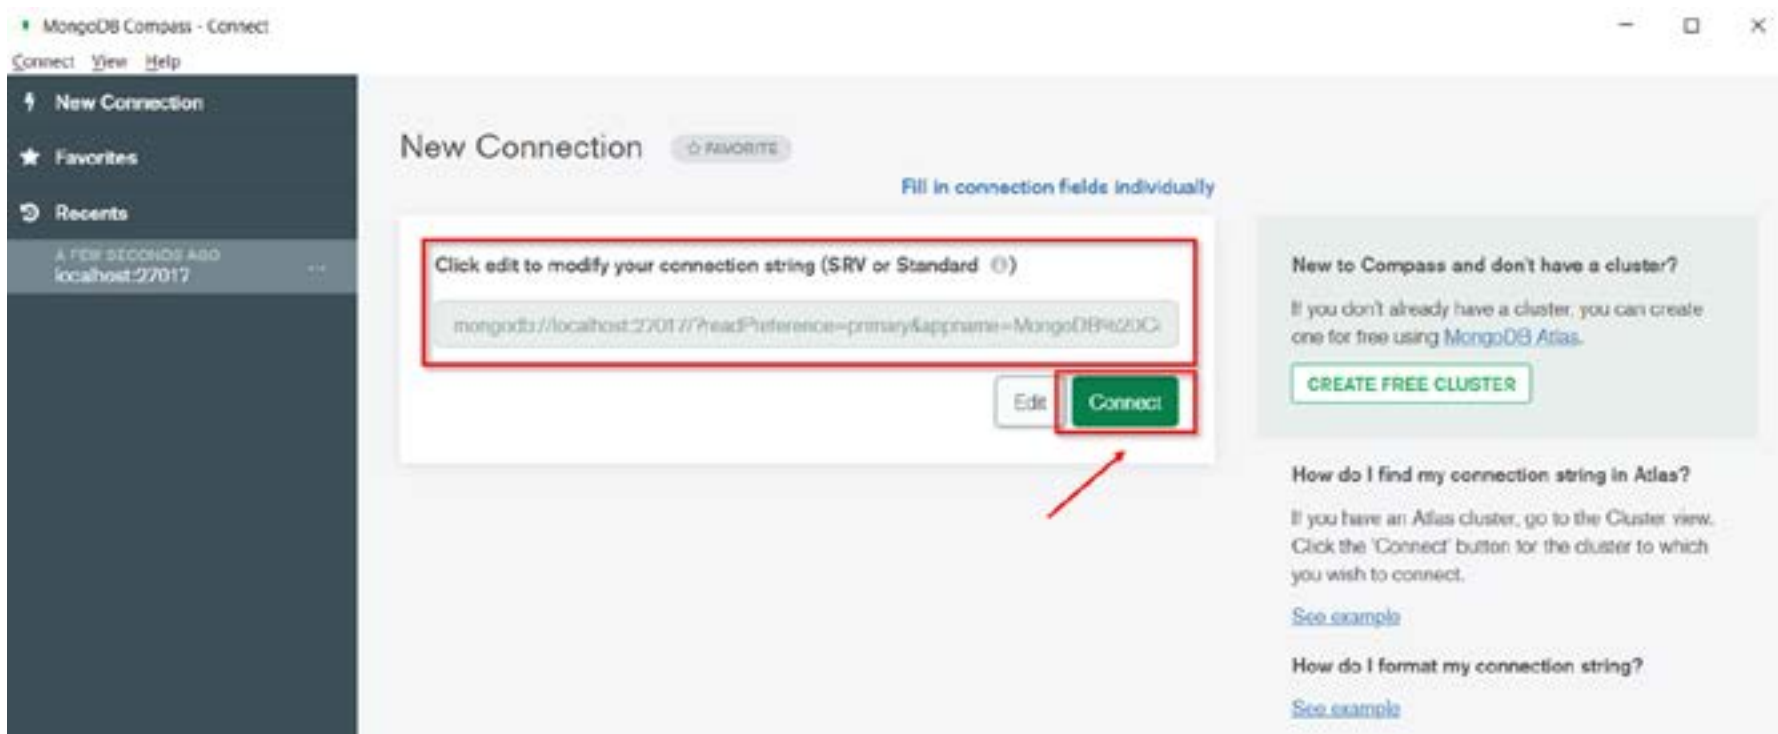 MongoDB Compass - Connect
Connect View Help
New Connection
Favorites
Recents
A FEW SECONDS AGO
localhost:27017
New Connection
FAVORITE
Fill in connection fields individually
Click edit to modify your connection string (SRV or Standard)
mongodb://localhost:27017/?readPreference=primary&appname=MongoDB%20Co
Edit
Connect
New to Compass and don't have a cluster?
If you don't already have a cluster, you can create
one for free using MongoDB Atlas.
CREATE FREE CLUSTER
How do I find my connection string in Atlas?
If you have an Atlas cluster, go to the Cluster view.
Click the 'Connect' button for the cluster to which
you wish to connect.
See example
How do I format my connection string?
See example